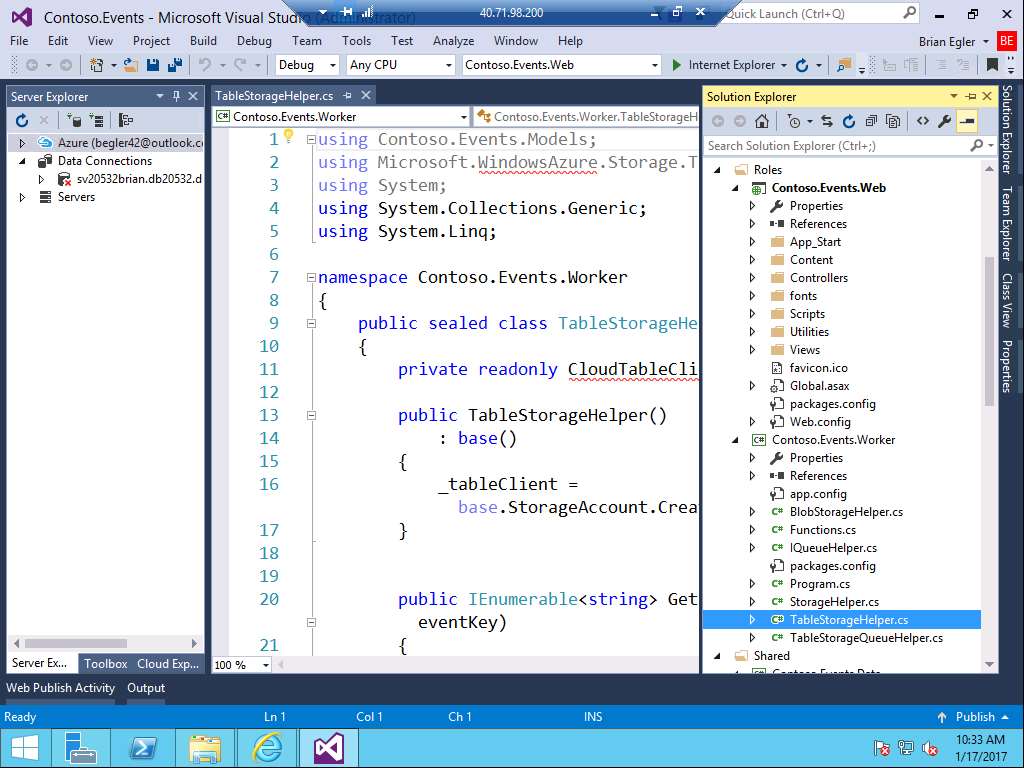 Contoso.Events - Microsoft Visual Studio (Administrator)
40.71.98.200
Quick Launch (Ctrl+Q)
File Edit View Project Build Debug Team Tools Test Analyze Window Help
Brian Egler BE
Debug Any CPU Contoso.Events.Web Internet Explorer
Server Explorer
Azure (begler42@outlook.co
Data Connections
sv20532brian.db20532.d
Servers
Server Ex... Toolbox Cloud Exp...
TableStorageHelper.cs
Contoso.Events.Worker Contoso.Events.Worker.TableStorageH
1 using Contoso.Events.Models;
2 using Microsoft.WindowsAzure.Storage.T
3 using System;
4 using System.Collections.Generic;
5 using System.Linq;
6
7 namespace Contoso.Events.Worker
8 {
9 public sealed class TableStorageHe
10 {
11 private readonly CloudTableCli
12
13 public TableStorageHelper()
14 : base()
15 {
16 _tableClient =
base.StorageAccount.Crea
17 }
18
19
20 public IEnumerable<string> Get
eventKey)
21 {
100 %
Solution Explorer
Search Solution Explorer (Ctrl+;)
Roles
Contoso.Events.Web
Properties
References
App_Start
Content
Controllers
fonts
Scripts
Utilities
Views
favicon.ico
Global.asax
packages.config
Web.config
Contoso.Events.Worker
Properties
References
app.config
BlobStorageHelper.cs
Functions.cs
IQueueHelper.cs
packages.config
Program.cs
StorageHelper.cs
TableStorageHelper.cs
TableStorageQueueHelper.cs
Shared
Contoso.Events.Data
Solution Explorer
Team Explorer
Class View
Properties
Web Publish Activity Output
Ready Ln 1 Col 1 Ch 1 INS Publish
10:33 AM
1/17/2017